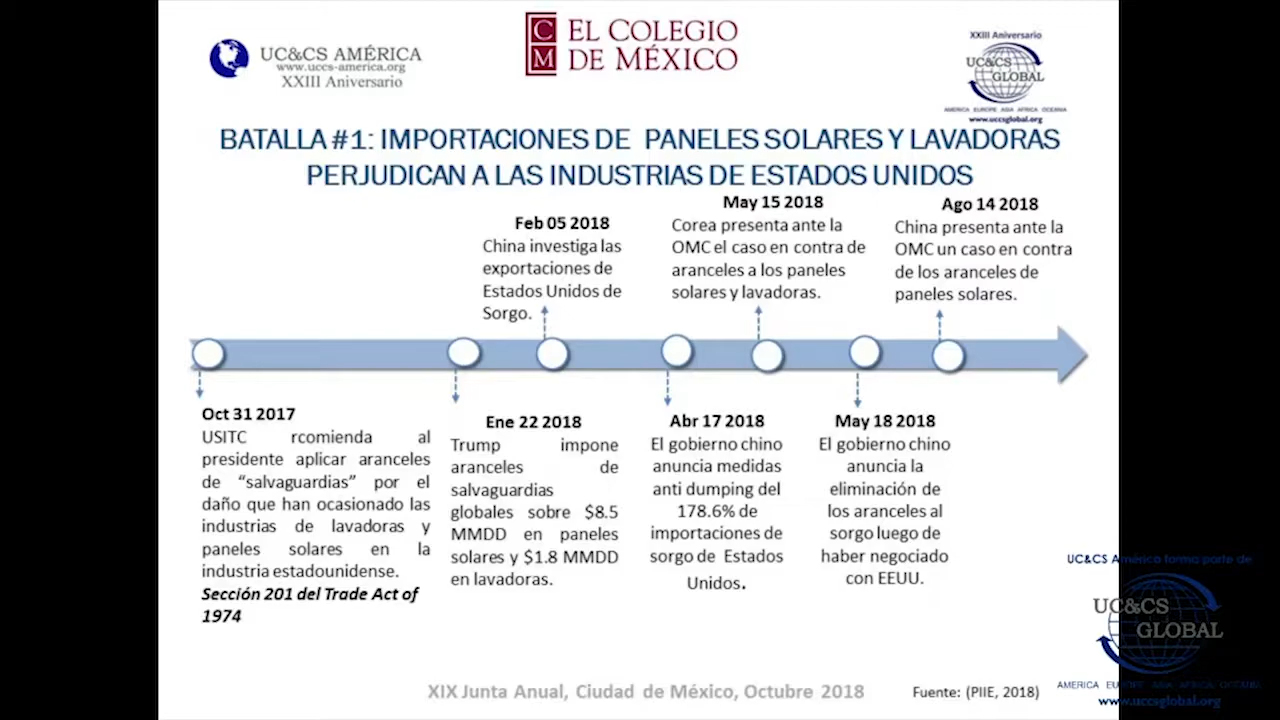 UC&CS AMÉRICA
www.uccs-america.org
XXIII Aniversario
C M
EL COLEGIO
DE MÉXICO
XXIII Aniversario
UC&CS
GLOBAL
AMERICA EUROPE ASIA AFRICA OCEANIA
www.uccsglobal.org
BATALLA #1: IMPORTACIONES DE PANELES SOLARES Y LAVADORAS
PERJUDICAN A LAS INDUSTRIAS DE ESTADOS UNIDOS
Feb 05 2018
China investiga las
exportaciones de
Estados Unidos de
Sorgo.
May 15 2018
Corea presenta ante la
OMC el caso en contra de
aranceles a los paneles
solares y lavadoras.
Ago 14 2018
China presenta ante la
OMC un caso en contra
de los aranceles de
paneles solares.
Oct 31 2017
USITC rcomienda al
presidente aplicar aranceles
de “salvaguardias” por el
daño que han ocasionado las
industrias de lavadoras y
paneles solares en la
industria estadounidense.
Sección 201 del Trade Act of
1974
Ene 22 2018
Trump impone
aranceles de
salvaguardias
globales sobre $8.5
MMDD en paneles
solares y $1.8 MMDD
en lavadoras.
Abr 17 2018
El gobierno chino
anuncia medidas
anti dumping del
178.6% de
importaciones de
sorgo de Estados
Unidos.
May 18 2018
El gobierno chino
anuncia la
eliminación de
los aranceles al
sorgo luego de
haber negociado
con EEUU.
UC&CS América forma parte de
UC&CS
GLOBAL
AMERICA EUROPE ASIA AFRICA OCEANIA
www.uccsglobal.org
XIX Junta Anual, Ciudad de México, Octubre 2018
Fuente: (PIIE, 2018)